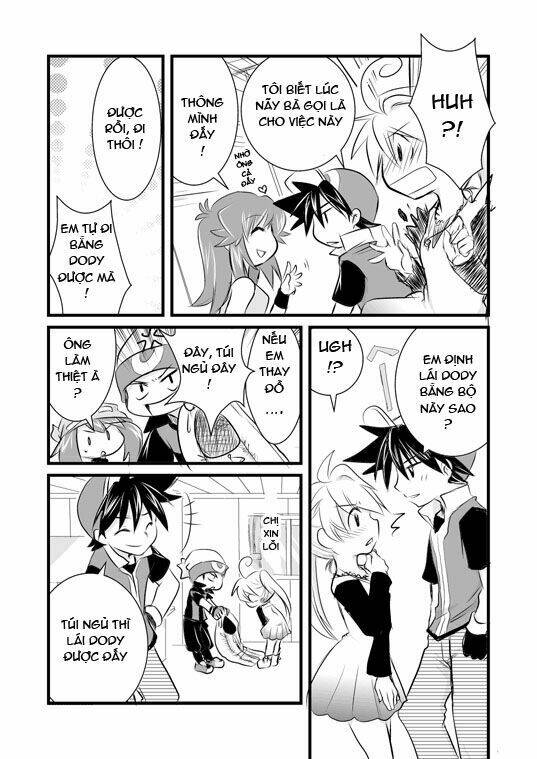 HUH
?!
TÔI BIẾT LÚC
NÃY BÀ GỌI LÀ
CHO VIỆC NÀY
THÔNG
MÌNH
ĐẤY !
NHỜ
ÔNG
CẢ
ĐẤY
ĐƯỢC
RỒI, ĐI
THÔI !
EM TỰ ĐI
BẰNG
DODY
ĐƯỢC MÀ
!
EM ĐỊNH
LÁI DODY
BẰNG BỘ
NÀY SAO
?
UGH
!?
NẾU
EM
THAY
ĐỒ
....
ĐÂY, TÚI
NGỦ ĐÂY !
ÔNG
LÀM
THIỆT À
?
CHỊ
XIN
LỖI
TÚI NGỦ THÌ
LÁI DODY
ĐƯỢC ĐẤY